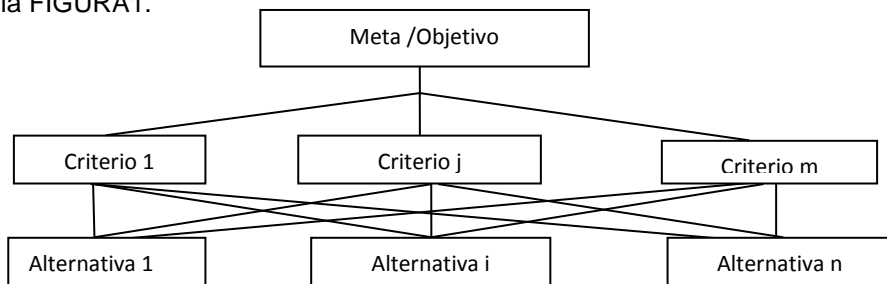 la FIGURA1.
Meta /Objetivo
Criterio 1
Criterio j
Criterio m
Alternativa 1
Alternativa i
Alternativa n